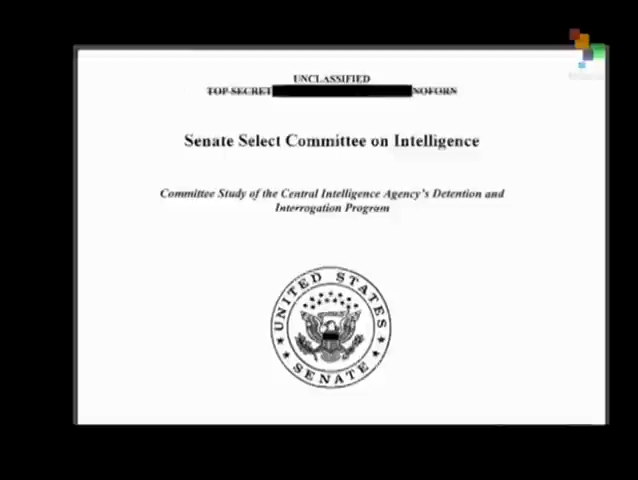 UNCLASSIFIED
TOP SECRET NOFORN
Senate Select Committee on Intelligence
Committee Study of the Central Intelligence Agency's Detention and
Interrogation Program
UNITED STATES
SENATE